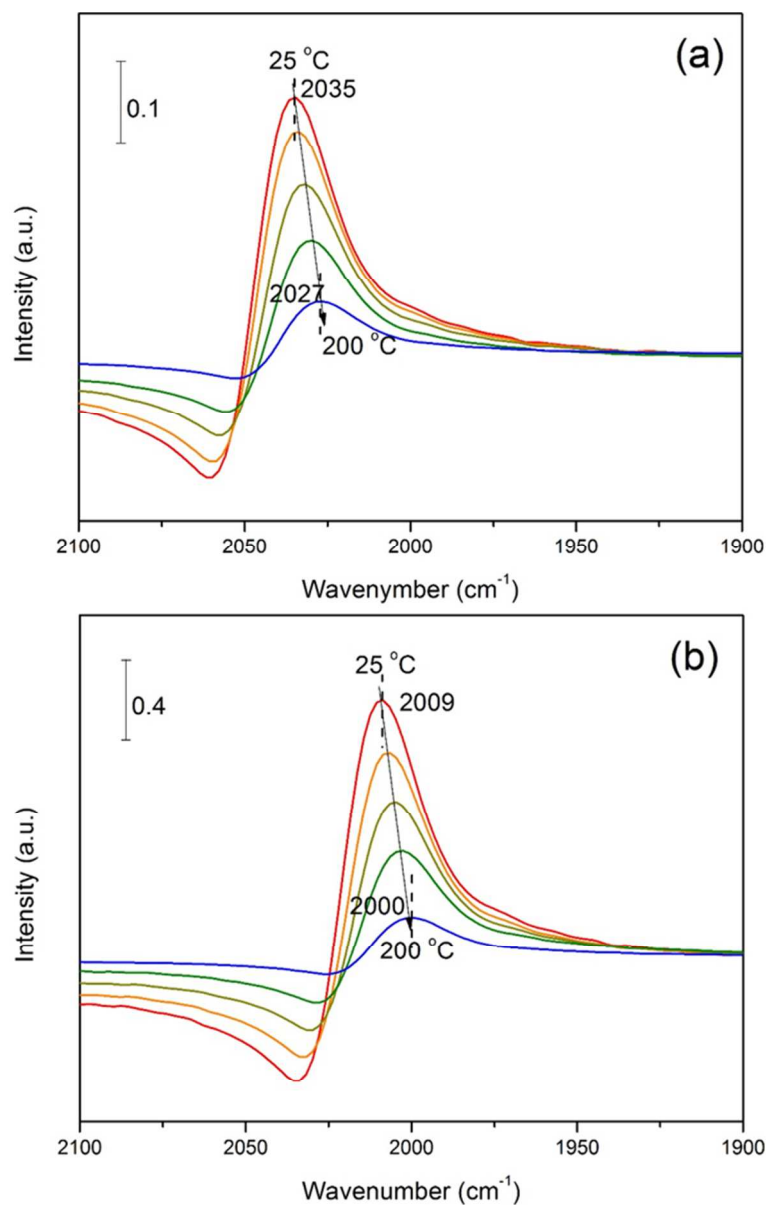 (a)
25 °C
2035
0.1
2027
200 °C
Intensity (a.u.)
2100 2050 2000 1950 1900
Wavenymber (cm⁻¹)
(b)
25 °C
2009
0.4
2000
200 °C
Intensity (a.u.)
2100 2050 2000 1950 1900
Wavenumber (cm⁻¹)